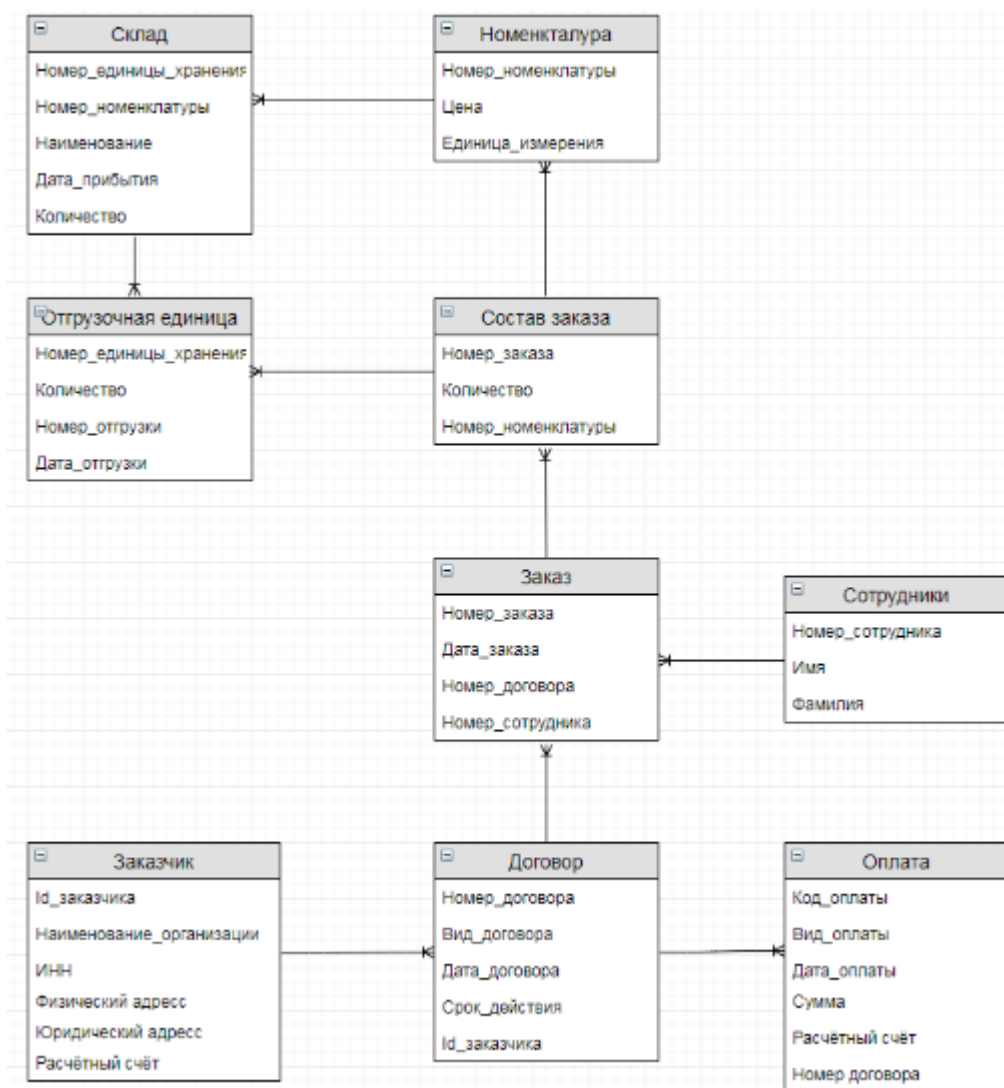 Склад
Номер_единицы_хранения
Номер_номенклатуры
Наименование
Дата_прибытия
Количество
Номенкталура
Номер_номенклатуры
Цена
Единица_измерения
Отгрузочная единица
Номер_единицы_хранения
Количество
Номер_отгрузки
Дата_отгрузки
Состав заказа
Номер_заказа
Количество
Номер_номенклатуры
Заказ
Номер_заказа
Дата_заказа
Номер_договора
Номер_сотрудника
Сотрудники
Номер_сотрудника
Имя
Фамилия
Заказчик
Id_заказчика
Наименование_организации
ИНН
Физический адресс
Юридический адресс
Расчётный счёт
Договор
Номер_договора
Вид_договора
Дата_договора
Срок_действия
Id_заказчика
Оплата
Код_оплаты
Вид_оплаты
Дата_оплаты
Сумма
Расчётный счёт
Номер договора